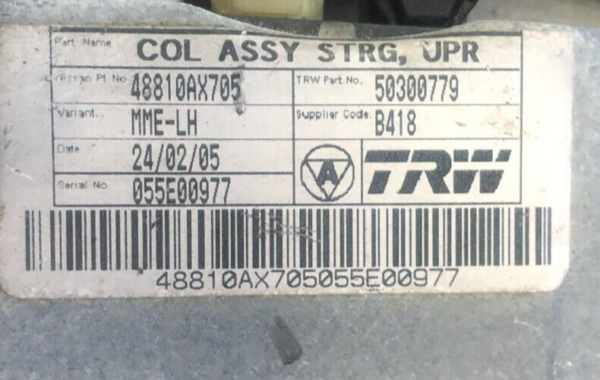 Part Name COL ASSY STRG, UPR
Nissan Pt No 48810AX705 TRW Part No. 50300779
Variant. MME-LH Supplier Code. B418
Date 24/02/05 A TRW
Serial No. 055E00977
48810AX705055E00977